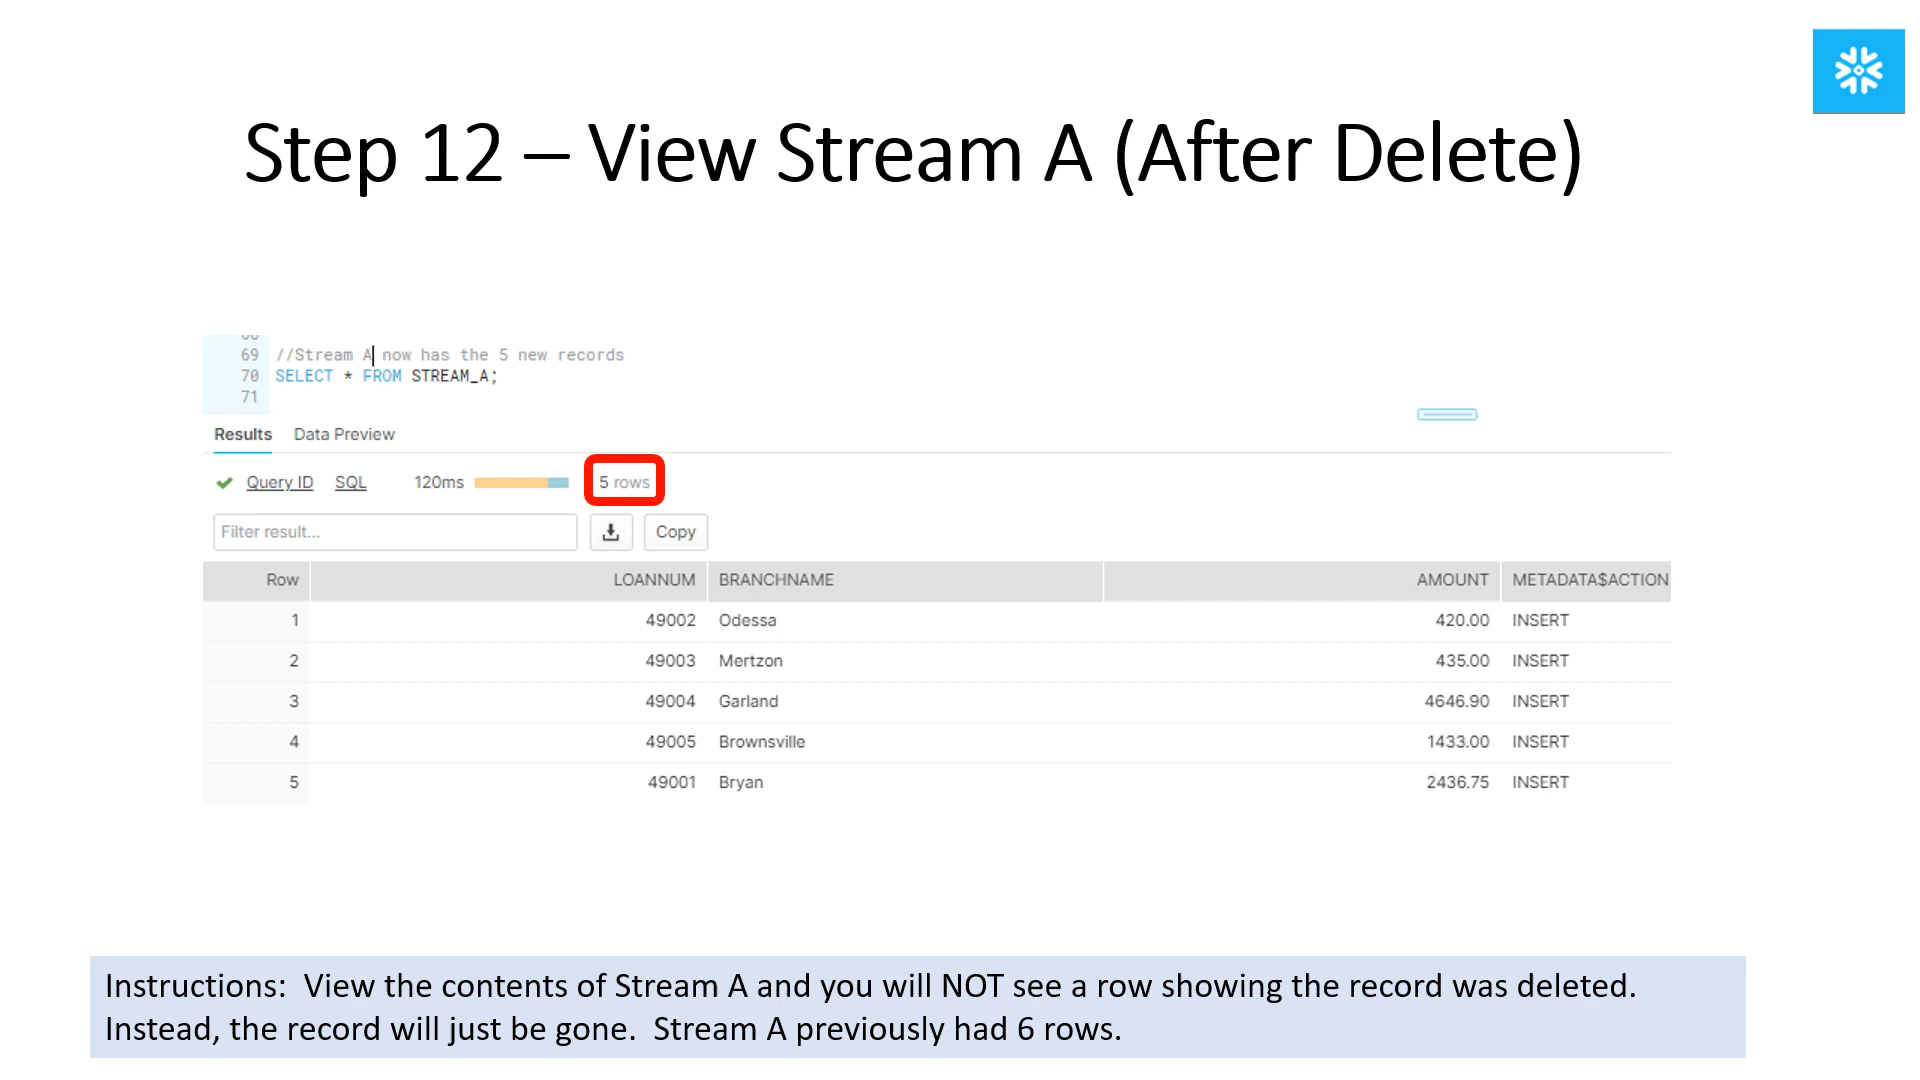 Step 12 – View Stream A (After Delete)
69 //Stream A now has the 5 new records
70 SELECT * FROM STREAM_A;
71
Results Data Preview
Query ID SQL 120ms 5 rows
Filter result... Copy
Row LOANNUM BRANCHNAME AMOUNT METADATA$ACTION
1 49002 Odessa 420.00 INSERT
2 49003 Mertzon 435.00 INSERT
3 49004 Garland 4646.90 INSERT
4 49005 Brownsville 1433.00 INSERT
5 49001 Bryan 2436.75 INSERT
Instructions:  View the contents of Stream A and you will NOT see a row showing the record was deleted.
Instead, the record will just be gone.  Stream A previously had 6 rows.